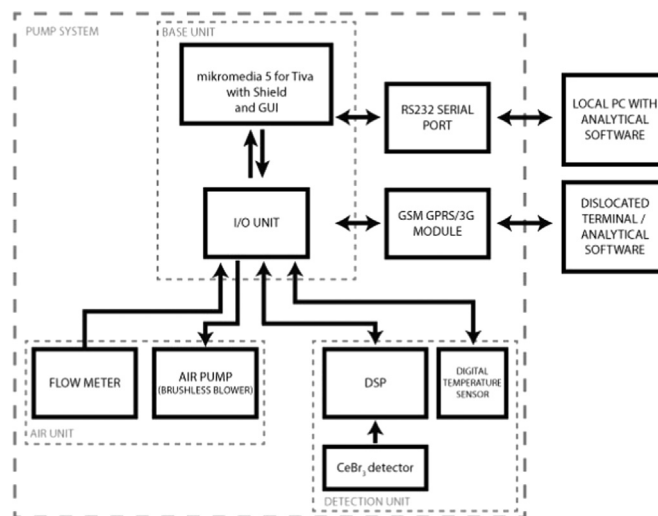 PUMP SYSTEM
BASE UNIT
mikromedia 5 for Tiva
with Shield
and GUI
RS232 SERIAL
PORT
LOCAL PC WITH
ANALYTICAL
SOFTWARE
I/O UNIT
GSM GPRS/3G
MODULE
DISLOCATED
TERMINAL /
ANALYTICAL
SOFTWARE
FLOW METER
AIR PUMP
(BRUSHLESS BLOWER)
AIR UNIT
DSP
DIGITAL
TEMPERATURE
SENSOR
CeBr₃ detector
DETECTION UNIT